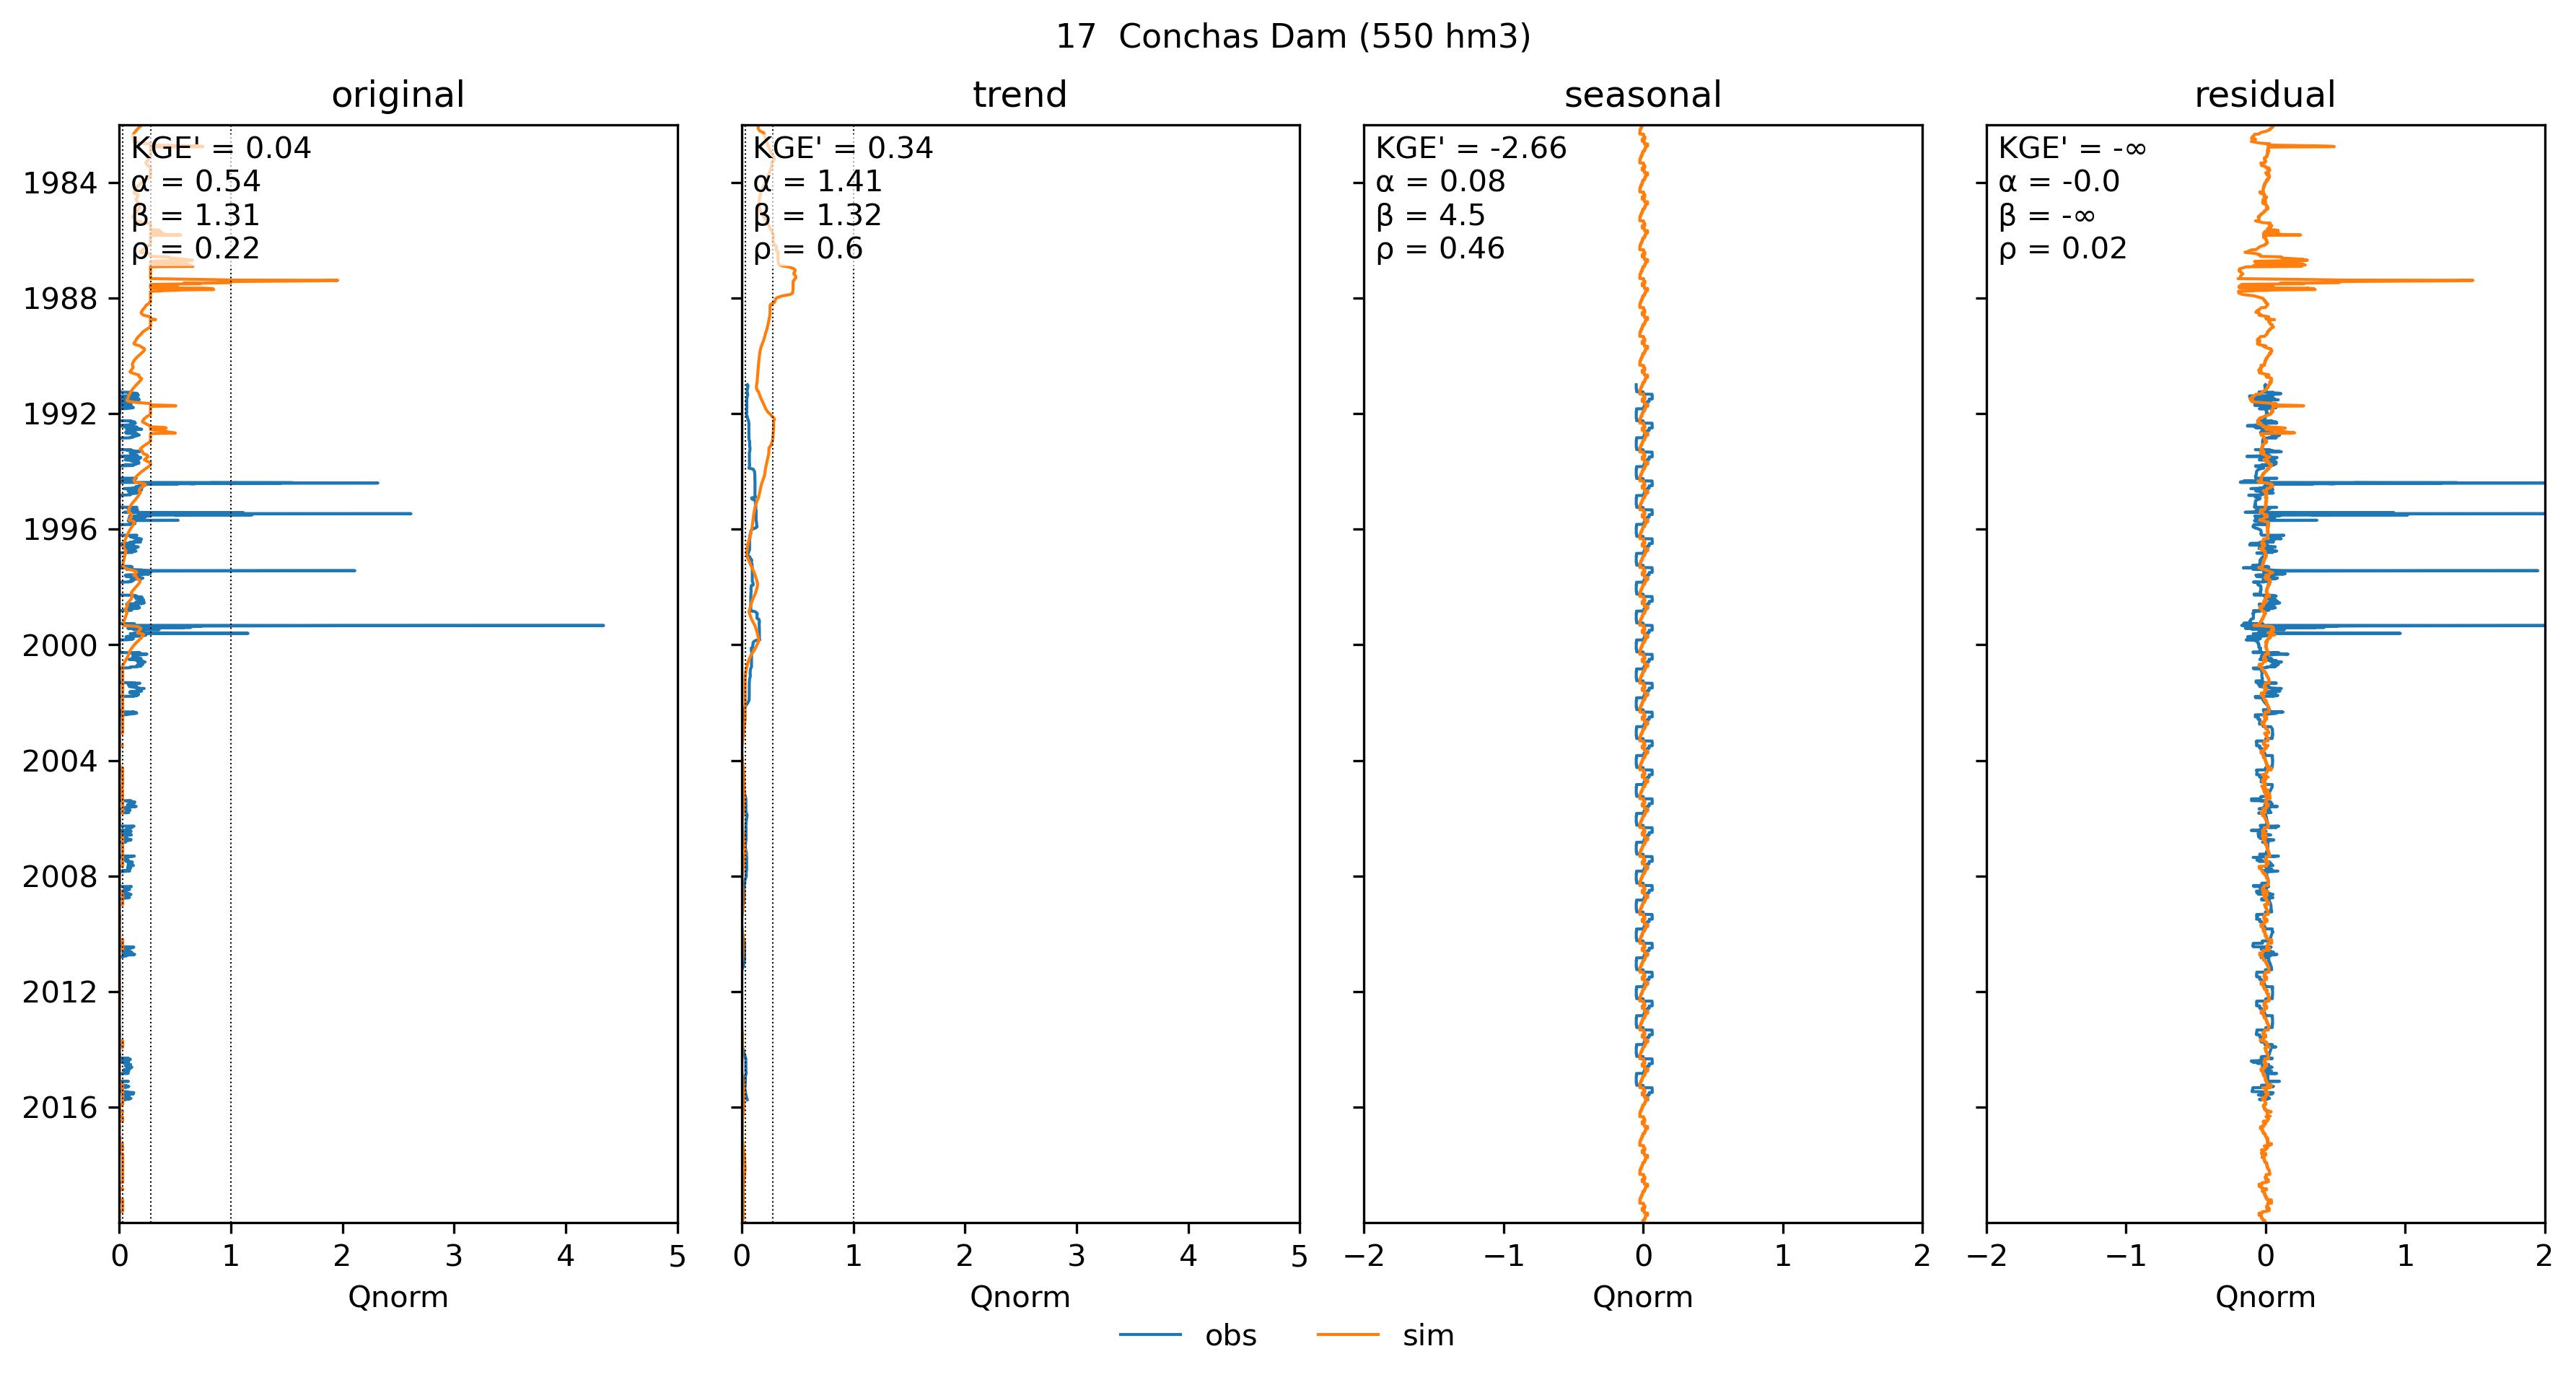 17  Conchas Dam (550 hm3)
original
trend
seasonal
residual
KGE' = 0.04
α = 0.54
β = 1.31
ρ = 0.22
KGE' = 0.34
α = 1.41
β = 1.32
ρ = 0.6
KGE' = -2.66
α = 0.08
β = 4.5
ρ = 0.46
KGE' = -∞
α = -0.0
β = -∞
ρ = 0.02
1984
1988
1992
1996
2000
2004
2008
2012
2016
0 1 2 3 4 5
0 1 2 3 4 5
−2 −1 0 1 2
−2 −1 0 1 2
Qnorm
Qnorm
Qnorm
Qnorm
obs
sim